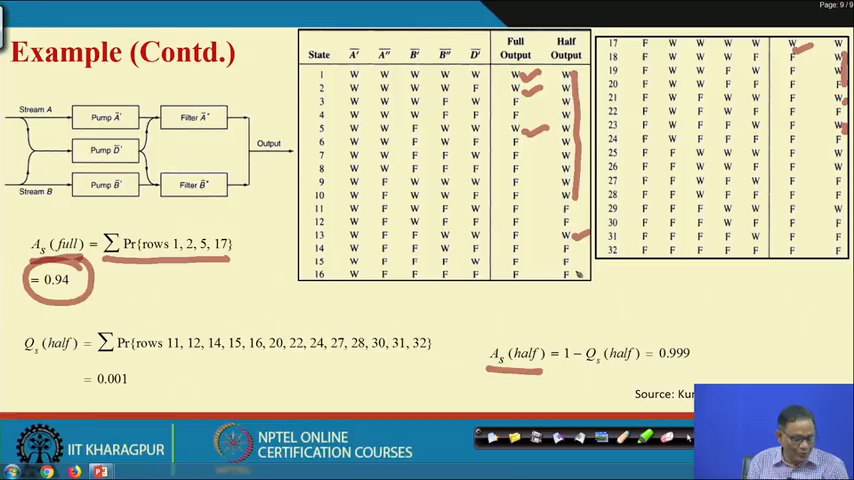 Page: 9 / 9
Example (Contd.)
Stream A
Pump A̅'
Filter A̅"
Pump D̅'
Output
Stream B
Pump B̅'
Filter B̅"
Full Half
State A̅' A̅" B̅' B̅" D̅' Output Output
1 W W W W W W W
2 W W W W F W W
3 W W W F W F W
4 W W W F F F W
5 W W F W W W W
6 W W F W F F W
7 W W F F W F W
8 W W F F F F W
9 W F W W W F W
10 W F W W F F W
11 W F W F W F F
12 W F W F F F F
13 W F F W W F W
14 W F F W F F F
15 W F F F W F F
16 W F F F F F F
17 F W W W W W W
18 F W W W F F W
19 F W W F W F W
20 F W W F F F F
21 F W F W W F W
22 F W F W F F F
23 F W F F W F W
24 F W F F F F F
25 F F W W W F W
26 F F W W F F W
27 F F W F W F F
28 F F W F F F F
29 F F F W W F W
30 F F F W F F F
31 F F F F W F F
32 F F F F F F F
Aₛ (full) = ∑ Pr{rows 1, 2, 5, 17}
= 0.94
Qₛ (half) = ∑ Pr{rows 11, 12, 14, 15, 16, 20, 22, 24, 27, 28, 30, 31, 32}
= 0.001
Aₛ (half) = 1 − Qₛ (half) = 0.999
Source: Kum
IIT KHARAGPUR
NPTEL ONLINE
CERTIFICATION COURSES